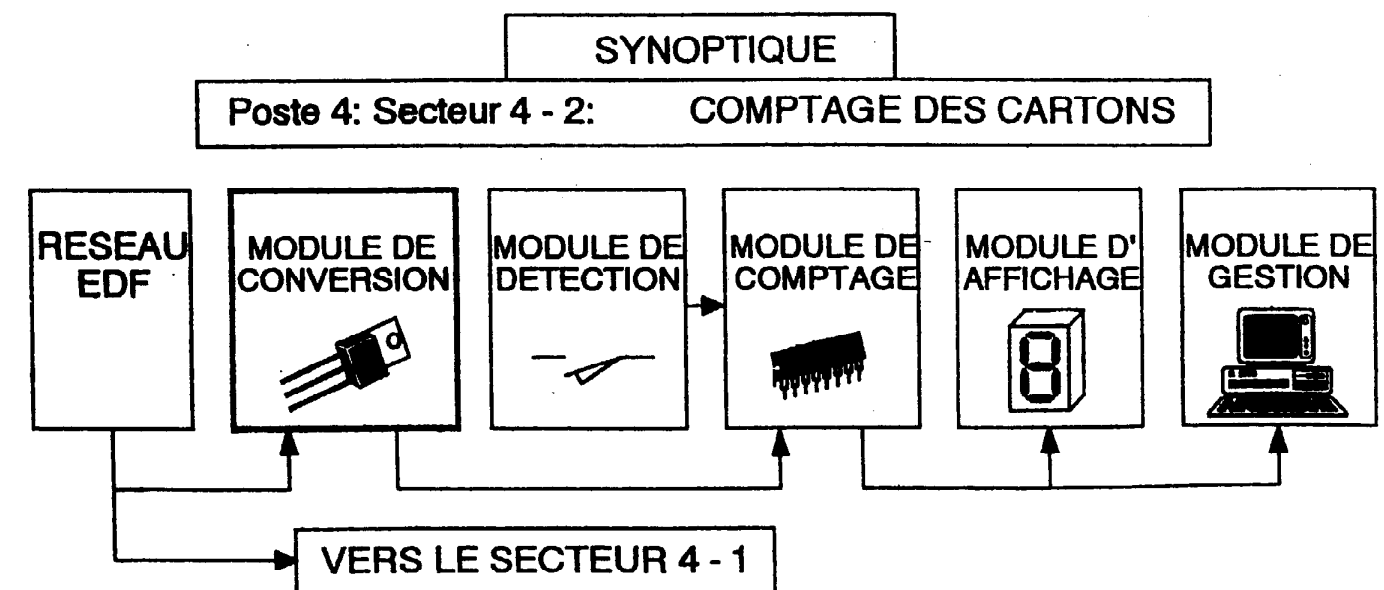 SYNOPTIQUE
Poste 4: Secteur 4 - 2: COMPTAGE DES CARTONS
RESEAU
EDF
MODULE DE
CONVERSION
MODULE DE
DETECTION
MODULE DE
COMPTAGE
MODULE D'
AFFICHAGE
MODULE DE
GESTION
VERS LE SECTEUR 4 - 1